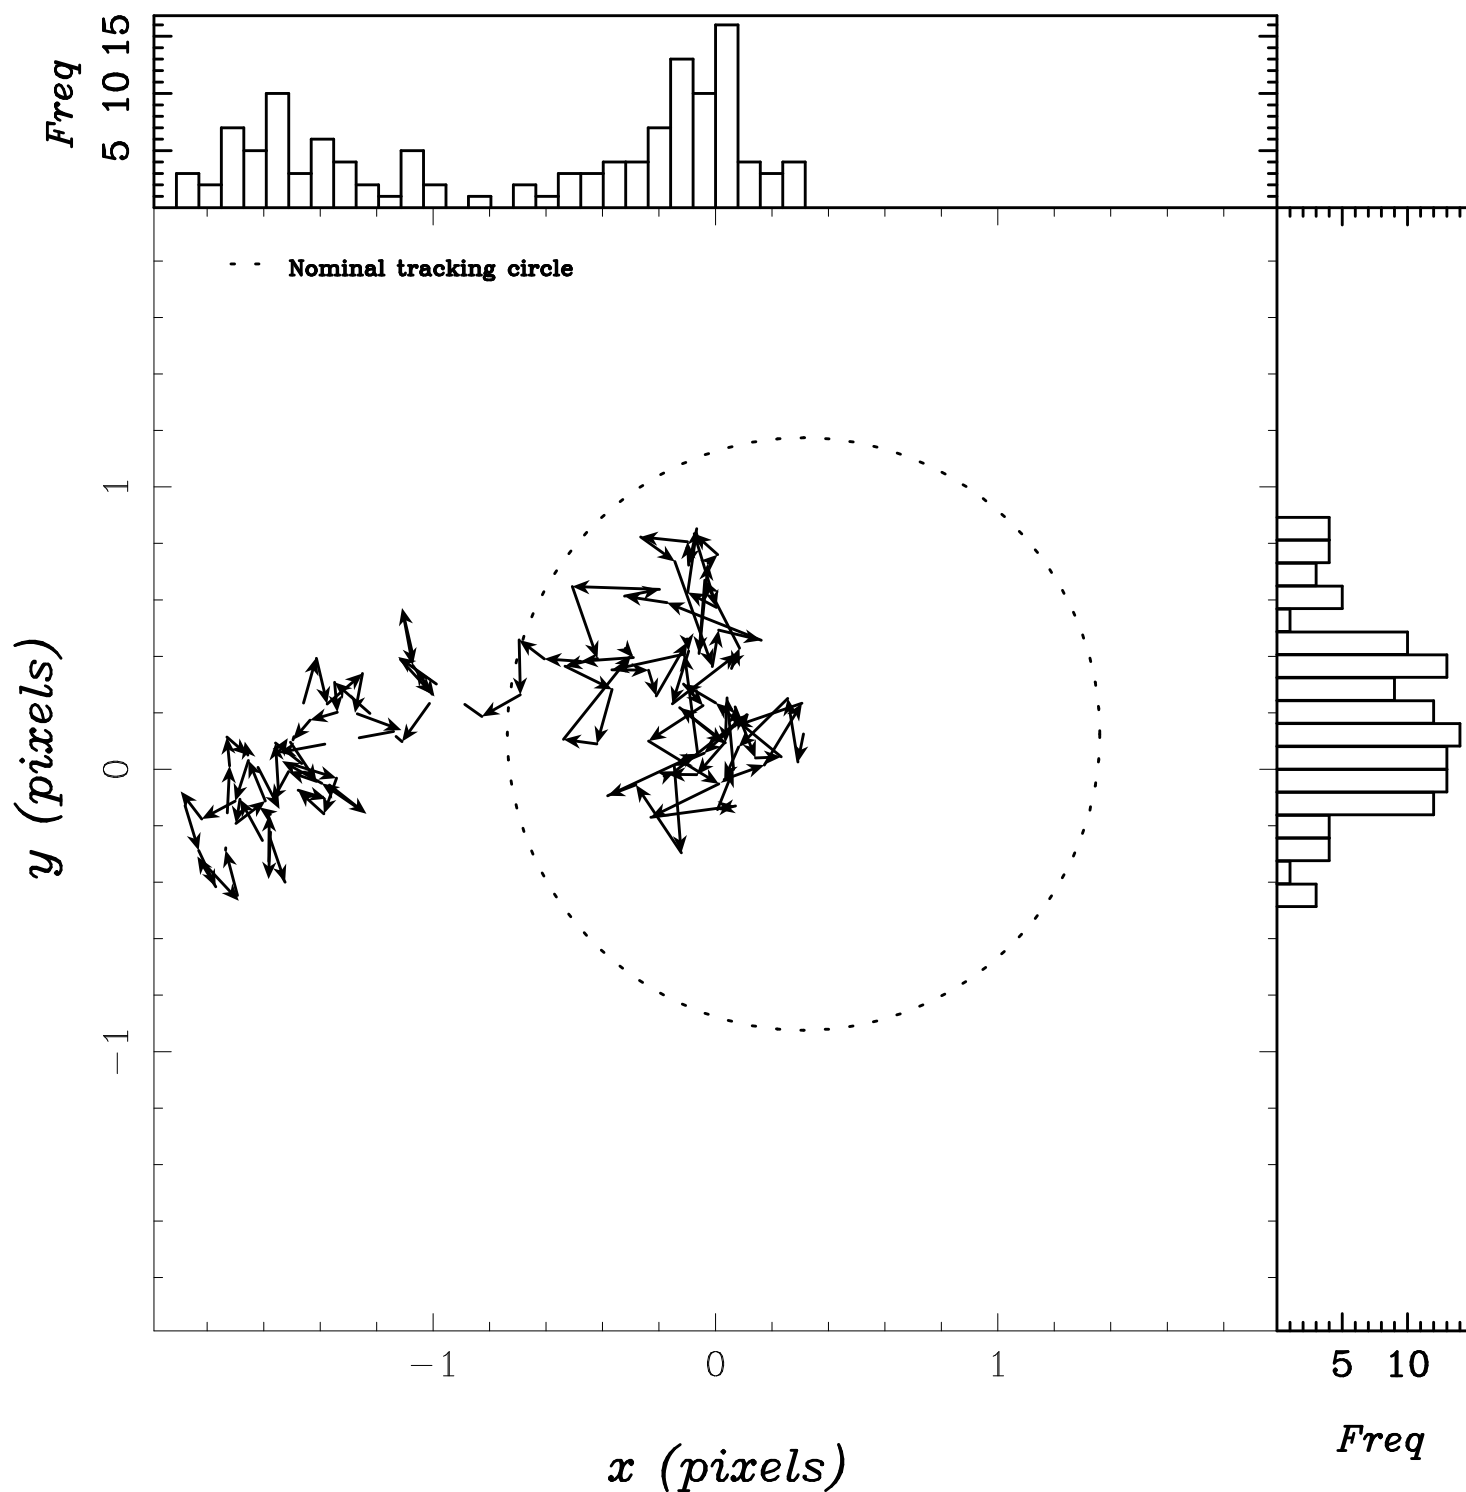 Freq
5 10 15
Nominal tracking circle
y (pixels)
1
0
−1
−1 0 1
x (pixels)
5 10
Freq